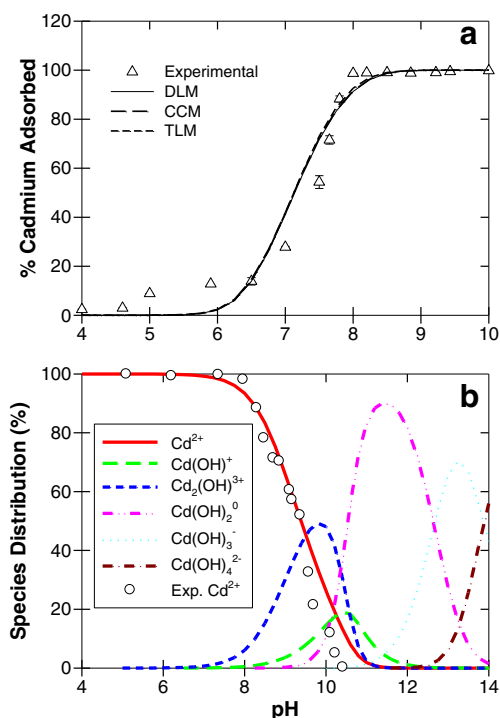 a
% Cadmium Adsorbed
100
80
60
40
20
0
Experimental
DLM
CCM
TLM
4 5 6 7 8 9 10
b
Species Distribution (%)
100
80
60
40
20
0
Cd²⁺
Cd(OH)⁺
Cd₂(OH)³⁺
Cd(OH)₂⁰
Cd(OH)₃⁻
Cd(OH)₄²⁻
Exp. Cd²⁺
4 6 8 10 12 14
pH